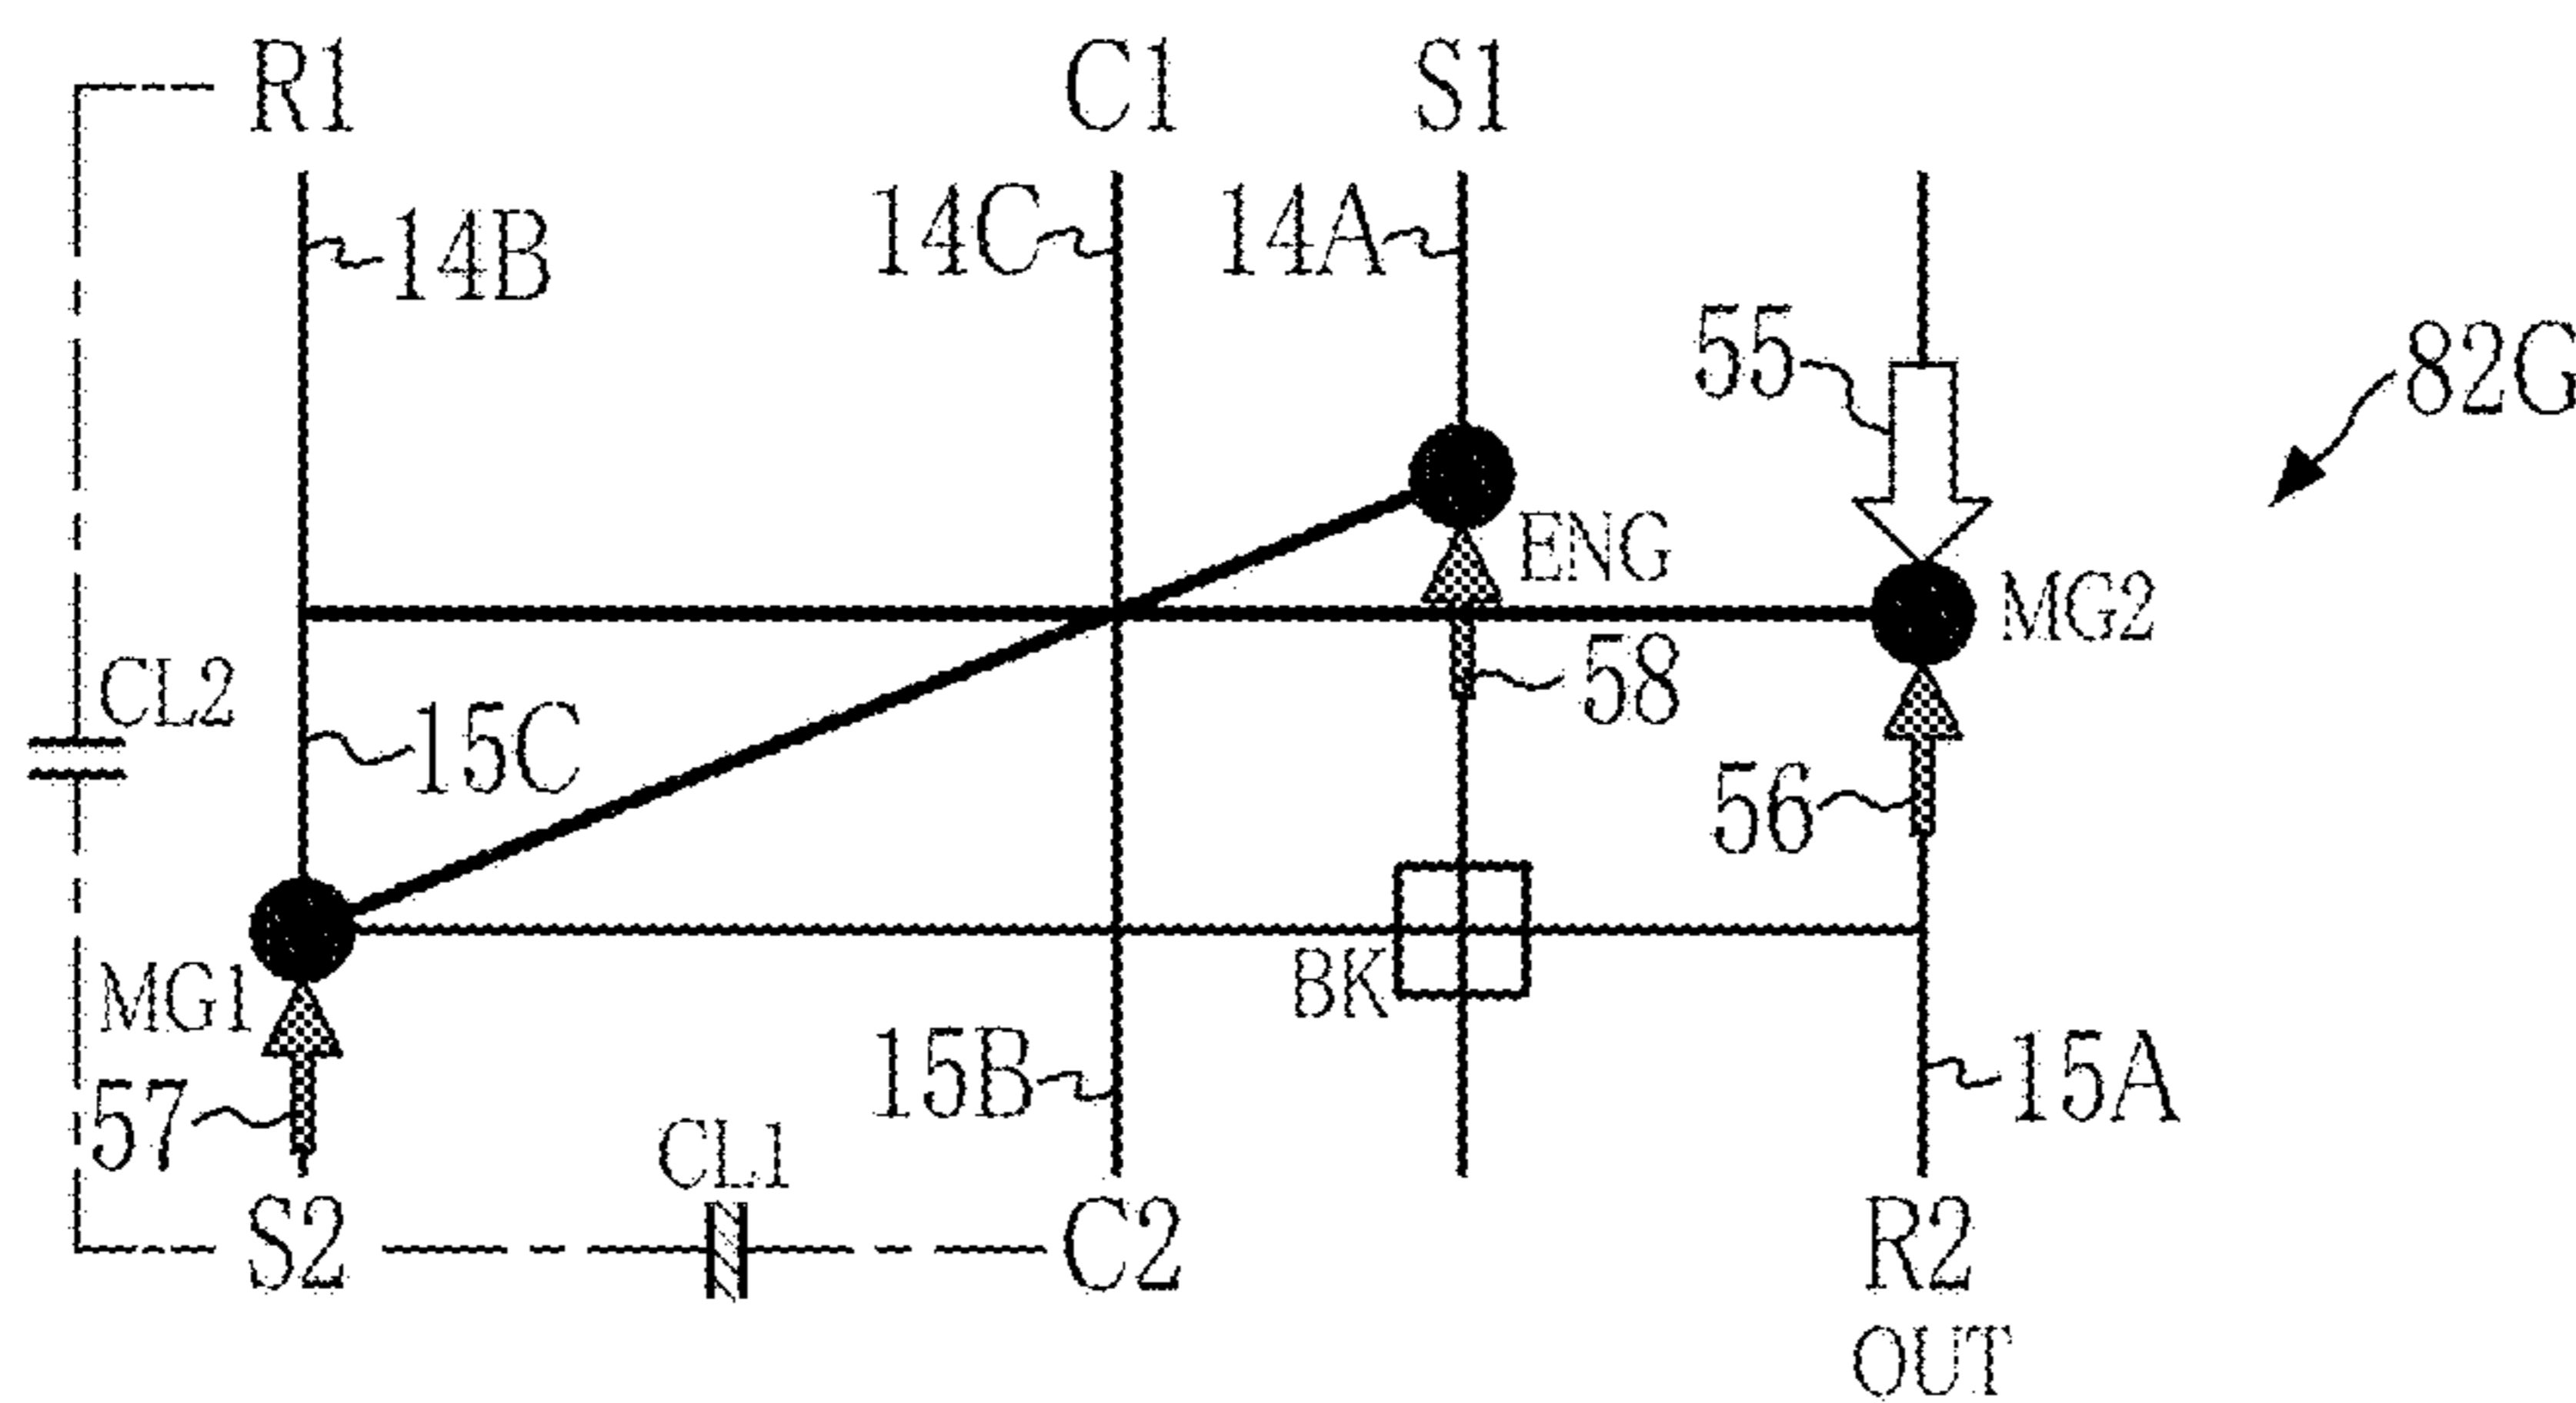 R1 C1 S1
14B 14C 14A
55 82G
ENG MG2
CL2 58
15C 56
MG1 BK
57 15B 15A
CL1
S2 C2 R2
OUT